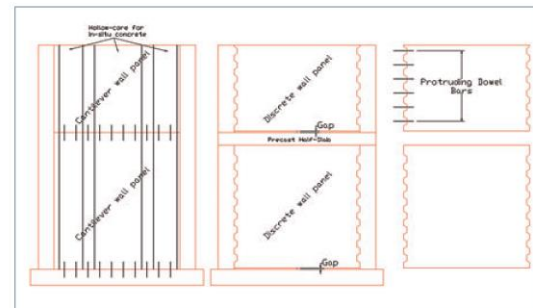 Hollow-core for
in-situ concrete
Cantilever wall panel
Discrete wall panel
Protruding Dowel
Bars
Gap
Precast Half-Slab
Cantilever wall panel
Discrete wall panel
Gap